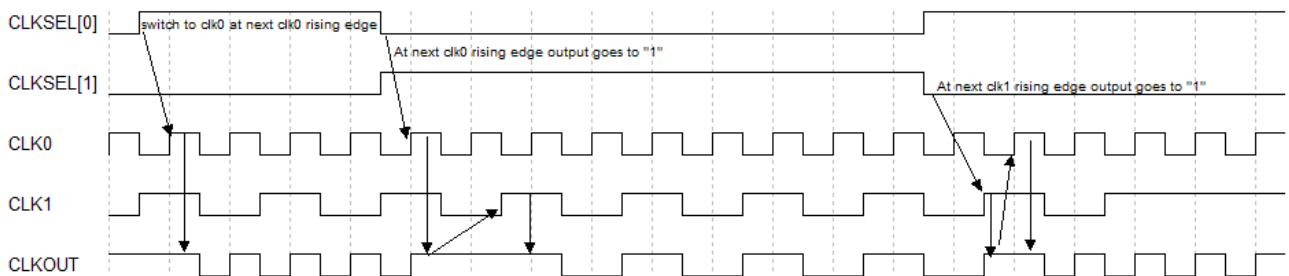 CLKSEL[0]
switch to clk0 at next clk0 rising edge
At next clk0 rising edge output goes to "1"
CLKSEL[1]
At next clk1 rising edge output goes to "1"
CLK0
CLK1
CLKOUT